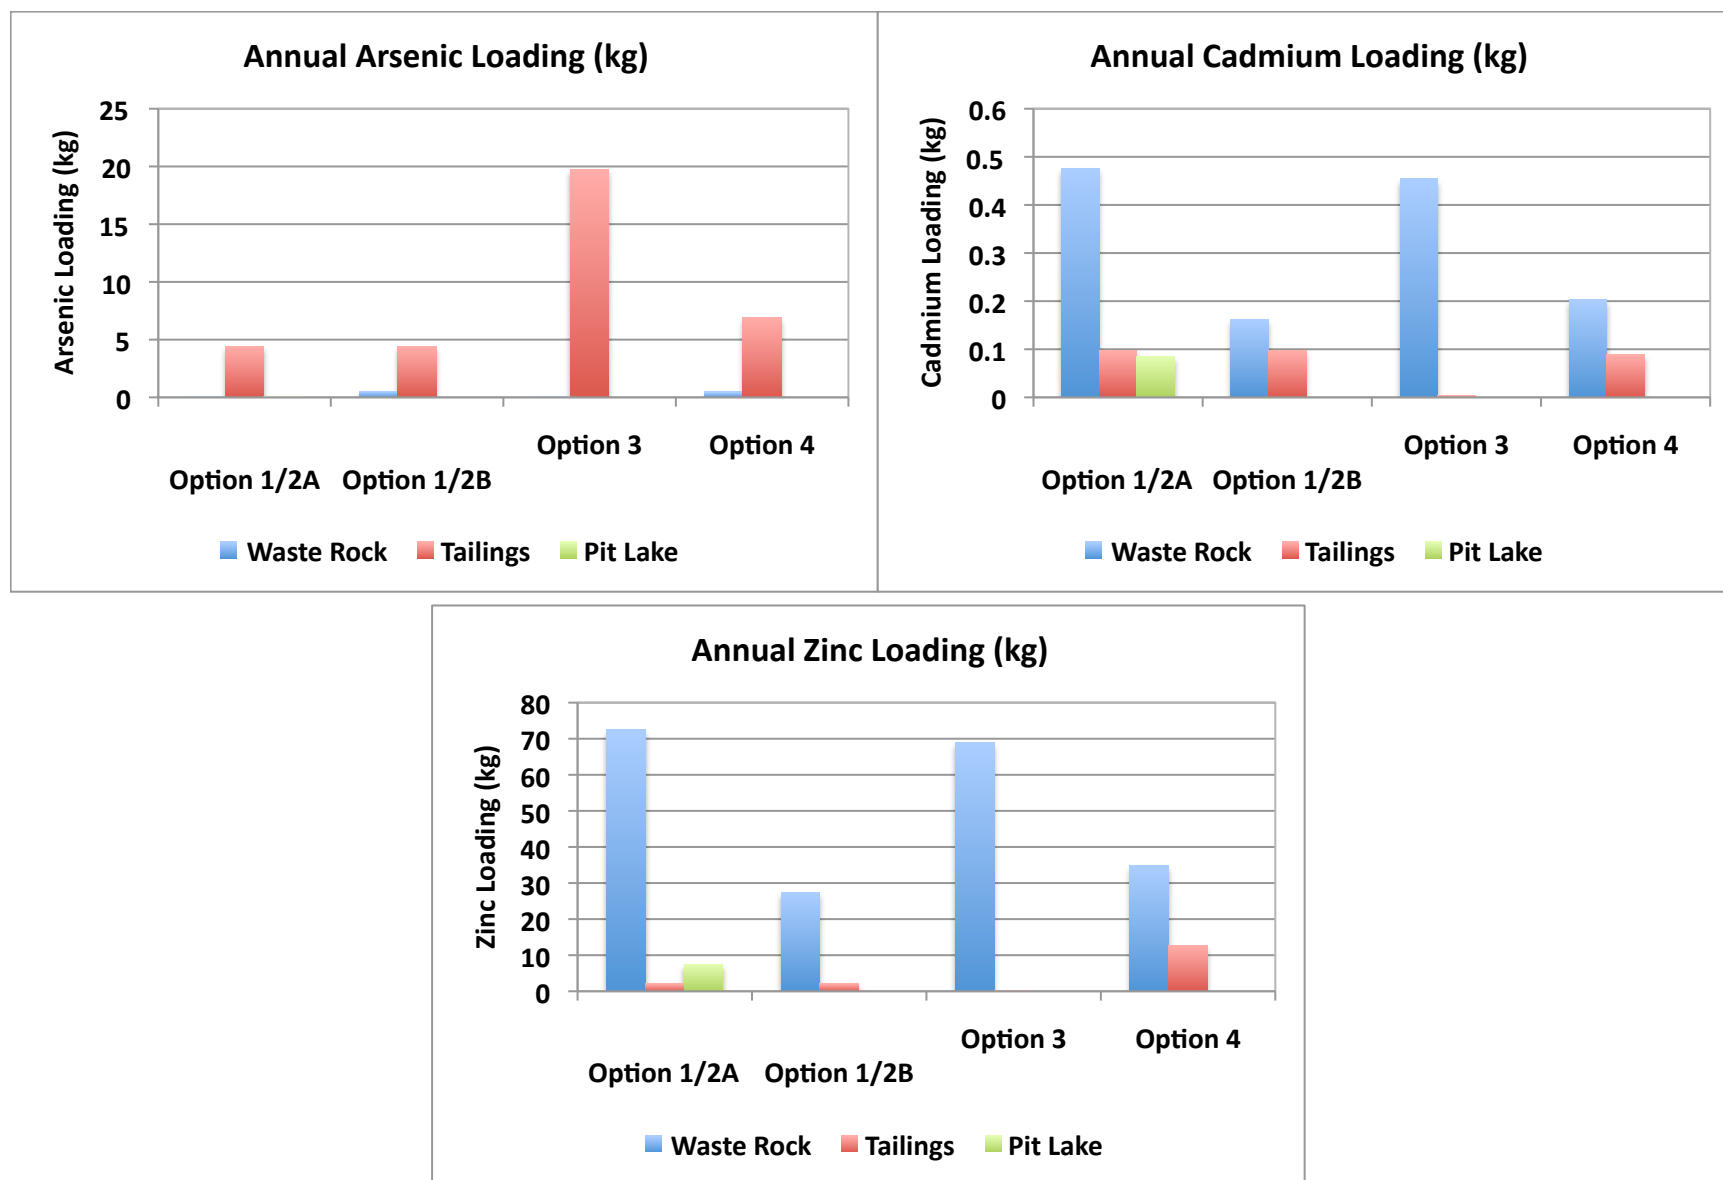 Annual Arsenic Loading (kg)
Arsenic Loading (kg)
25
20
15
10
5
0
Option 3 Option 4
Option 1/2A Option 1/2B
Waste Rock Tailings Pit Lake
Annual Cadmium Loading (kg)
Cadmium Loading (kg)
0.6
0.5
0.4
0.3
0.2
0.1
0
Option 3 Option 4
Option 1/2A Option 1/2B
Waste Rock Tailings Pit Lake
Annual Zinc Loading (kg)
Zinc Loading (kg)
80
70
60
50
40
30
20
10
0
Option 3 Option 4
Option 1/2A Option 1/2B
Waste Rock Tailings Pit Lake